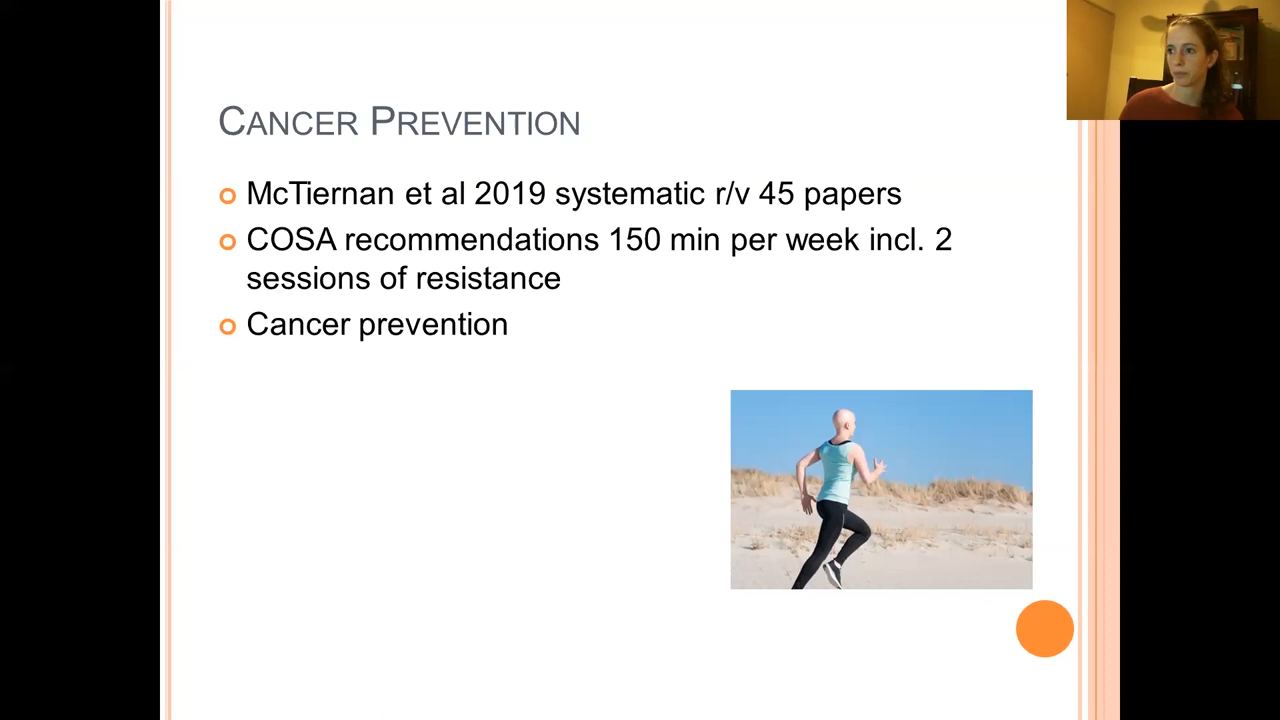 Cancer Prevention
McTiernan et al 2019 systematic r/v 45 papers
COSA recommendations 150 min per week incl. 2
sessions of resistance
Cancer prevention